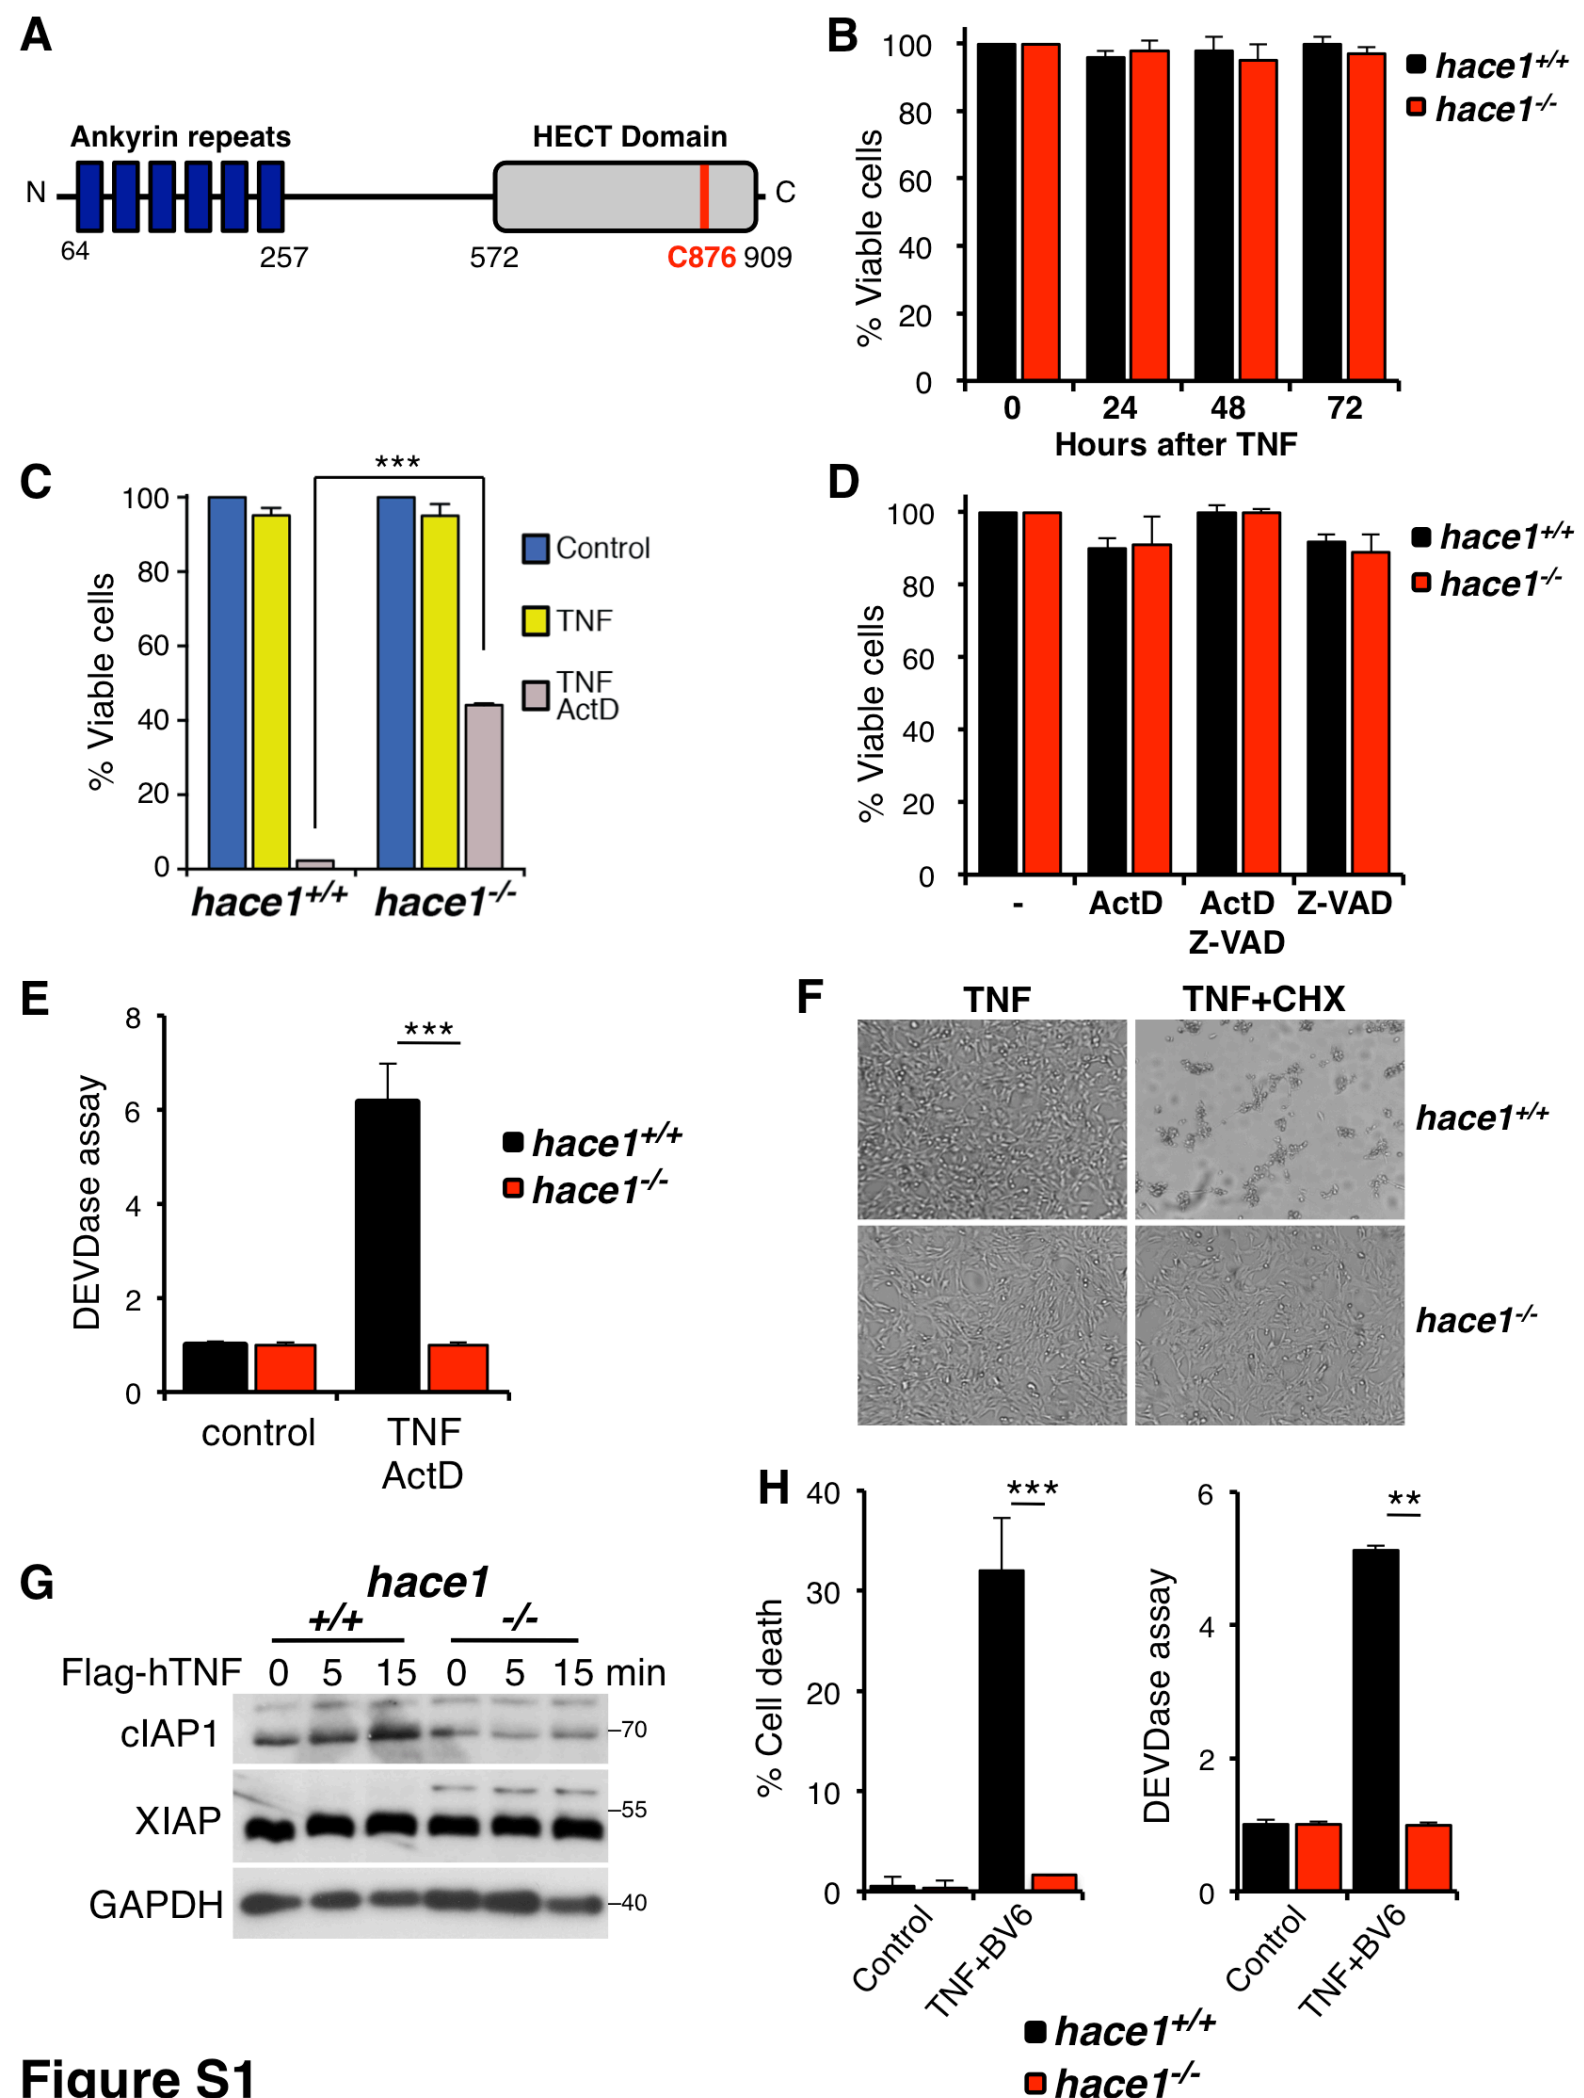 A
Ankyrin repeats
HECT Domain
N
C
64
257
572
C876
909
B
100
80
60
40
20
0
% Viable cells
0
24
48
72
Hours after TNF
hace1+/+
hace1-/-
C
***
100
80
60
40
20
0
% Viable cells
hace1+/+
hace1-/-
Control
TNF
TNF
ActD
D
100
80
60
40
20
0
% Viable cells
-
ActD
ActD
Z-VAD
Z-VAD
hace1+/+
hace1-/-
E
8
6
4
2
0
DEVDase assay
***
control
TNF
ActD
hace1+/+
hace1-/-
F
TNF
TNF+CHX
hace1+/+
hace1-/-
G
hace1
+/+
-/-
Flag-hTNF 0 5 15 0 5 15 min
cIAP1
–70
XIAP
–55
GAPDH
–40
H
40
30
20
10
0
% Cell death
***
Control
TNF+BV6
6
4
2
0
DEVDase assay
**
Control
TNF+BV6
hace1+/+
hace1-/-
Figure S1